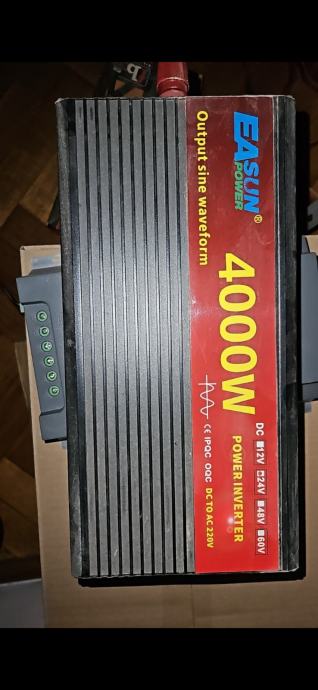 EASUN®
POWER
Output sine waveform
4000W
POWER INVERTER
DC 12V 24V 48V 60V
CE IPQC OQC DC TO AC 220V